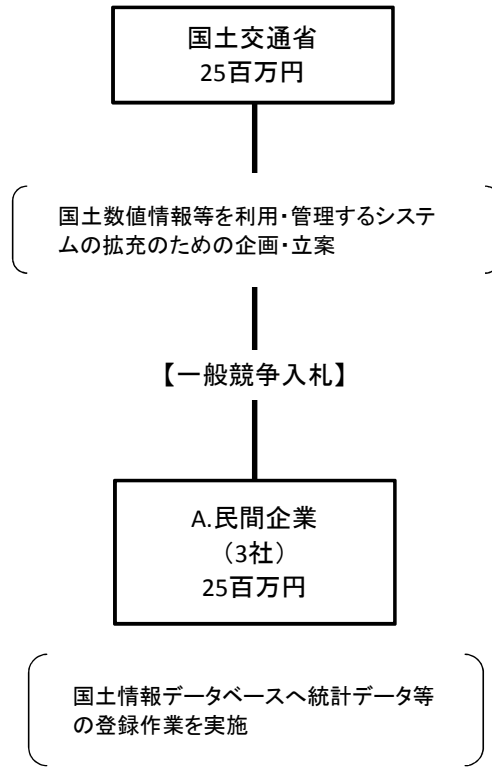 国土交通省
25百万円
国土数値情報等を利用・管理するシステ
ムの拡充のための企画・立案
【一般競争入札】
A.民間企業
（3社）
25百万円
国土情報データベースへ統計データ等
の登録作業を実施